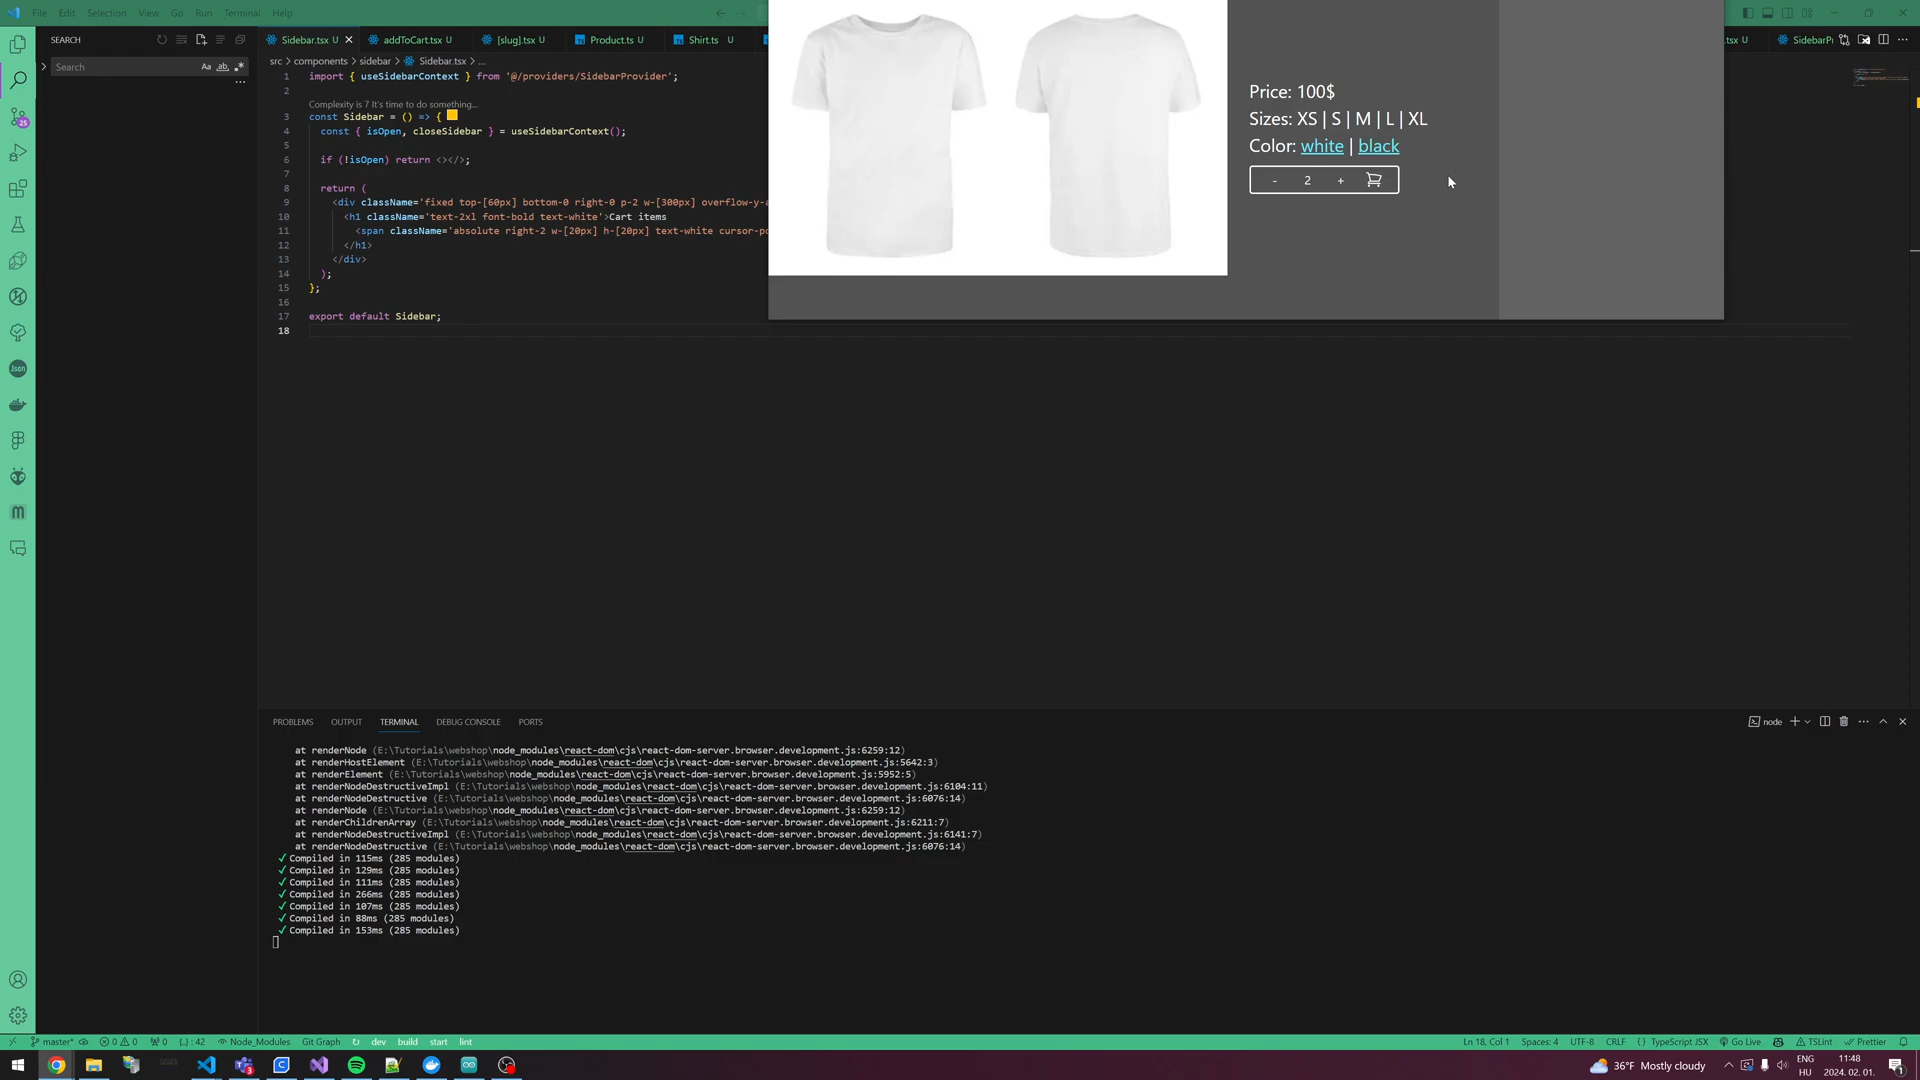 File Edit Selection View Go Run Terminal Help
SEARCH
Search
Aa ab
Sidebar.tsx U
addToCart.tsx U
[slug].tsx U
TS Product.ts U
TS Shirt.ts U
.tsx U
SidebarPr
src > components > sidebar > Sidebar.tsx > ...
1 import { useSidebarContext } from '@/providers/SidebarProvider';
2
Complexity is 7 It's time to do something...
3 const Sidebar = () => {
4 const { isOpen, closeSidebar } = useSidebarContext();
5
6 if (!isOpen) return <></>;
7
8 return (
9 <div className='fixed top-[60px] bottom-0 right-0 p-2 w-[300px] overflow-y-a
10 <h1 className='text-2xl font-bold text-white'>Cart items
11 <span className='absolute right-2 w-[20px] h-[20px] text-white cursor-po
12 </h1>
13 </div>
14 );
15 };
16
17 export default Sidebar;
18
Price: 100$
Sizes: XS | S | M | L | XL
Color: white | black
- 2 +
25
Json
PROBLEMS OUTPUT TERMINAL DEBUG CONSOLE PORTS
node
at renderNode (E:\Tutorials\webshop\node_modules\react-dom\cjs\react-dom-server.browser.development.js:6259:12)
at renderHostElement (E:\Tutorials\webshop\node_modules\react-dom\cjs\react-dom-server.browser.development.js:5642:3)
at renderElement (E:\Tutorials\webshop\node_modules\react-dom\cjs\react-dom-server.browser.development.js:5952:5)
at renderNodeDestructiveImpl (E:\Tutorials\webshop\node_modules\react-dom\cjs\react-dom-server.browser.development.js:6104:11)
at renderNodeDestructive (E:\Tutorials\webshop\node_modules\react-dom\cjs\react-dom-server.browser.development.js:6076:14)
at renderNode (E:\Tutorials\webshop\node_modules\react-dom\cjs\react-dom-server.browser.development.js:6259:12)
at renderChildrenArray (E:\Tutorials\webshop\node_modules\react-dom\cjs\react-dom-server.browser.development.js:6211:7)
at renderNodeDestructiveImpl (E:\Tutorials\webshop\node_modules\react-dom\cjs\react-dom-server.browser.development.js:6141:7)
at renderNodeDestructive (E:\Tutorials\webshop\node_modules\react-dom\cjs\react-dom-server.browser.development.js:6076:14)
✓ Compiled in 115ms (285 modules)
✓ Compiled in 129ms (285 modules)
✓ Compiled in 111ms (285 modules)
✓ Compiled in 266ms (285 modules)
✓ Compiled in 107ms (285 modules)
✓ Compiled in 88ms (285 modules)
✓ Compiled in 153ms (285 modules)
master* 0 0 0 {..} : 42 Node_Modules Git Graph dev build start lint
Ln 18, Col 1 Spaces: 4 UTF-8 CRLF { } TypeScript JSX Go Live TSLint Prettier
36°F Mostly cloudy
ENG
HU
11:48
2024. 02. 01.